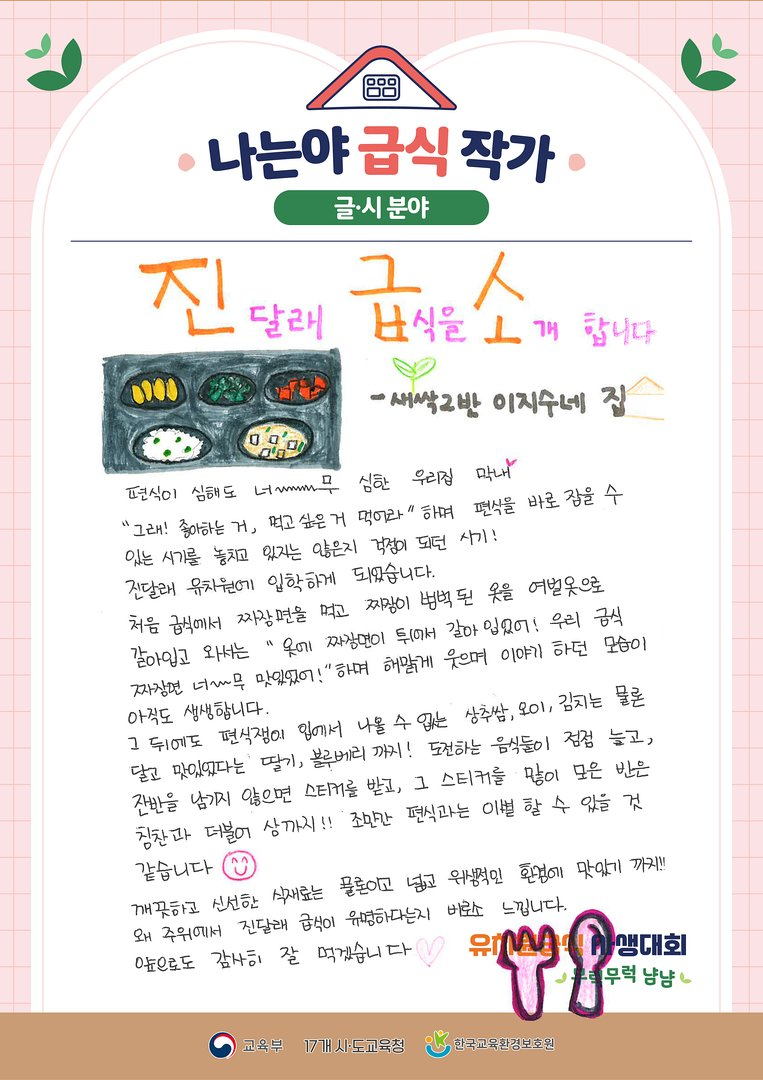 나는야 급식 작가
글·시 분야
진달래 급식을 소개 합니다
-새싹2반 이지수네 집
편식이 심해도 너~~~무 심한 우리집 막내
"그래! 좋아하는 거, 먹고 싶은 거 먹어라" 하며 편식을 바로 잡을 수
있는 시기를 놓치고 있지는 않은지 걱정이 되던 시기!
진달래 유치원에 입학하게 되었습니다.
처음 급식에서 짜장면을 먹고 짜장이 범벅된 옷을 여벌옷으로
갈아입고 와서는 "옷에 짜장면이 튀어서 갈아 입었어! 우리 급식
짜장면 너~~무 맛있었어!" 하며 해맑게 웃으며 이야기 하던 모습이
아직도 생생합니다.
그 뒤에도 편식쟁이 입에서 나올 수 없는 상추쌈, 오이, 김치는 물론
달고 맛있었다는 딸기, 블루베리 까지! 도전하는 음식들이 점점 늘고,
잔반을 남기지 않으면 스티커를 받고, 그 스티커를 많이 모은 반은
칭찬과 더불어 상까지!! 조만간 편식과는 이별 할 수 있을 것
같습니다
깨끗하고 신선한 식재료는 물론이고 넓고 위생적인 환경에 맛있기 까지!!
왜 주위에서 진달래 급식이 유명하다는지 비로소 느낍니다.
앞으로도 감사히 잘 먹겠습니다
유치원급식 사생대회
무럭무럭 냠냠
교육부 17개 시·도교육청 한국교육환경보호원